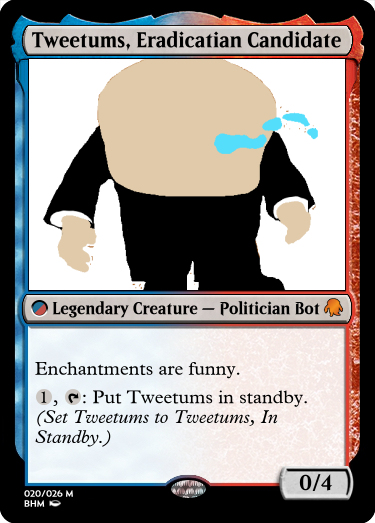 Tweetums, Eradicatian Candidate
Legendary Creature — Politician Bot
Enchantments are funny.
1, : Put Tweetums in standby.
(Set Tweetums to Tweetums, In
Standby.)
0/4
020/026 M
BHM